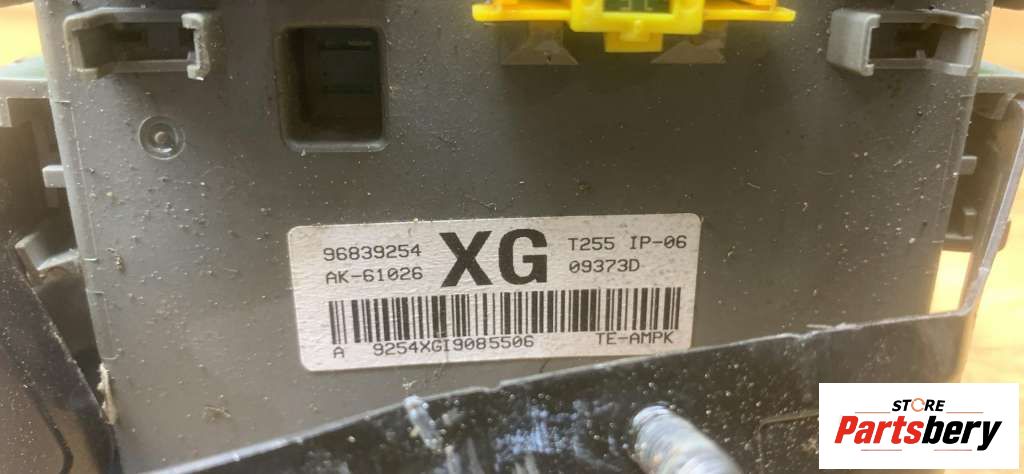 96839254 XG T255 IP-06
AK-61026 09373D
A 9254XGI9085506 TE-AMPK
STORE
Partsbery